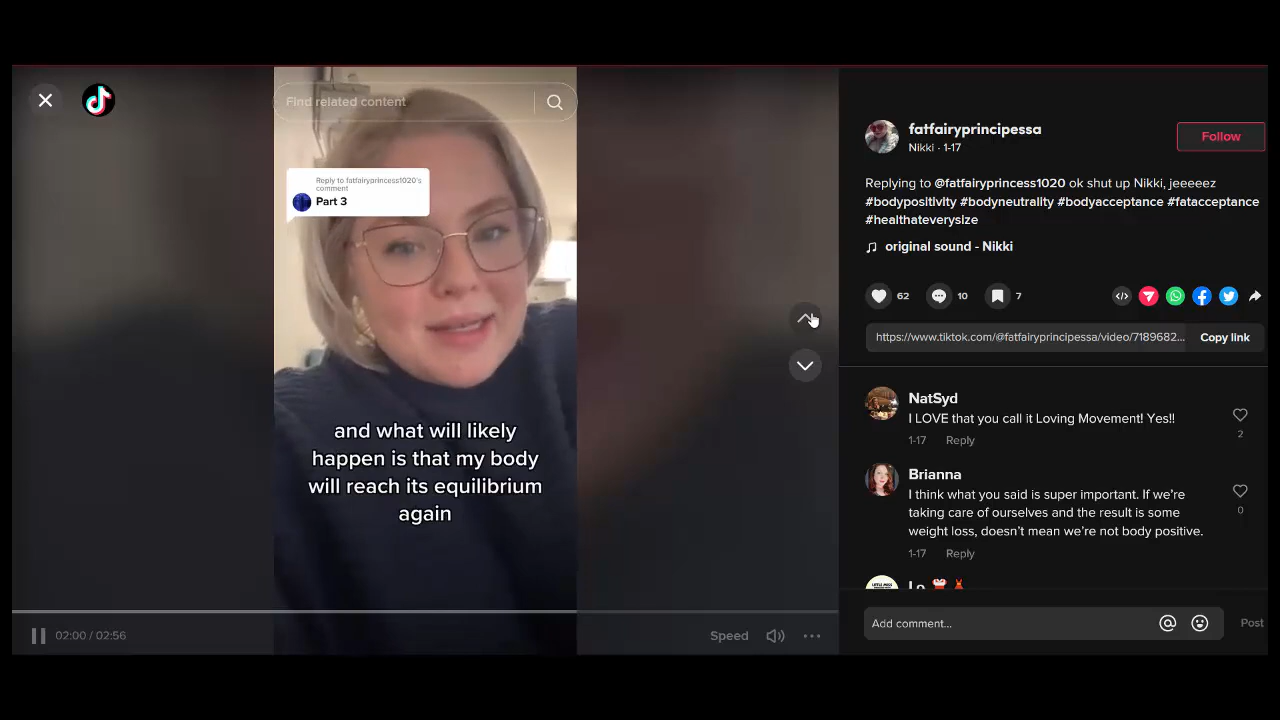 Find related content
Reply to fatfairyprincess1020's
comment
Part 3
and what will likely
happen is that my body
will reach its equilibrium
again
02:00 / 02:56
Speed
fatfairyprincipessa
Nikki · 1-17
Follow
Replying to @fatfairyprincess1020 ok shut up Nikki, jeeeeez
#bodypositivity #bodyneutrality #bodyacceptance #fatacceptance
#healthateverysize
original sound - Nikki
62
10
7
https://www.tiktok.com/@fatfairyprincipessa/video/7189682...
Copy link
NatSyd
I LOVE that you call it Loving Movement! Yes!!
1-17 Reply
2
Brianna
I think what you said is super important. If we're
taking care of ourselves and the result is some
weight loss, doesn't mean we're not body positive.
0
1-17 Reply
Add comment...
Post